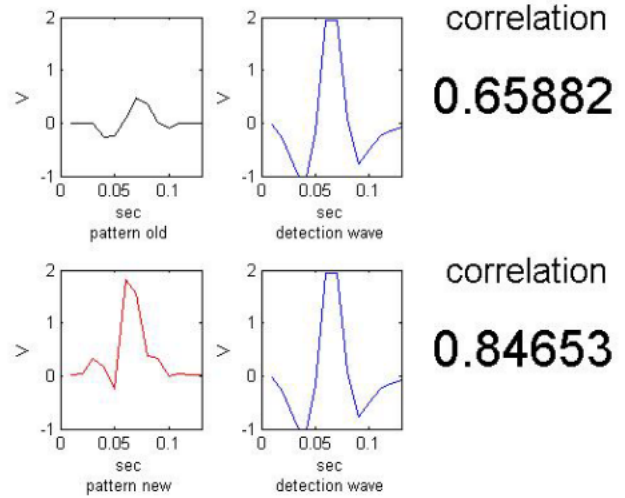 correlation
2
1
0
-1
V
0
0.05
0.1
sec
pattern old
2
1
0
-1
V
0
0.05
0.1
sec
detection wave
0.65882
correlation
2
1
0
-1
V
0
0.05
0.1
sec
pattern new
2
1
0
-1
V
0
0.05
0.1
sec
detection wave
0.84653